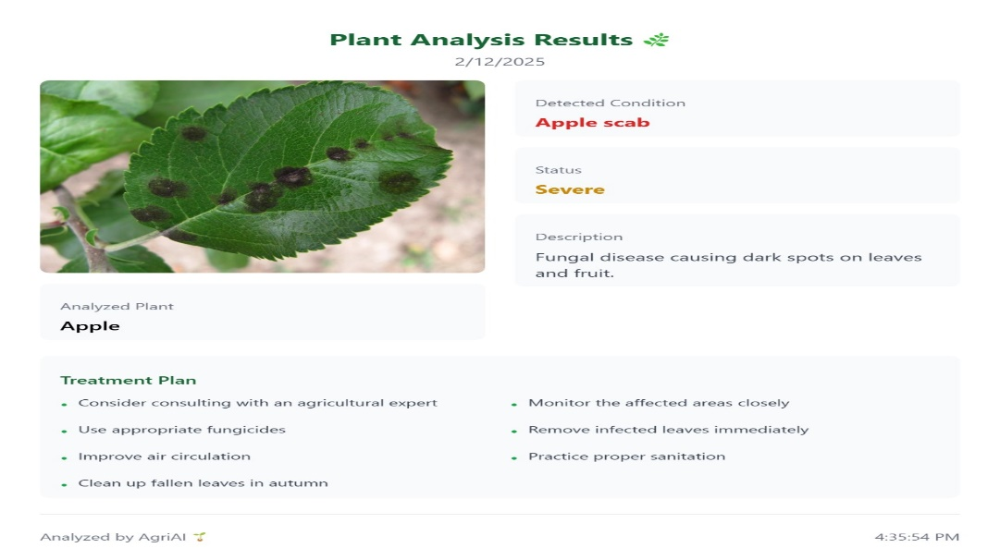 Plant Analysis Results
2/12/2025
Detected Condition
Apple scab
Status
Severe
Description
Fungal disease causing dark spots on leaves
and fruit.
Analyzed Plant
Apple
Treatment Plan
Consider consulting with an agricultural expert
Monitor the affected areas closely
Use appropriate fungicides
Remove infected leaves immediately
Improve air circulation
Practice proper sanitation
Clean up fallen leaves in autumn
Analyzed by AgriAI
4:35:54 PM